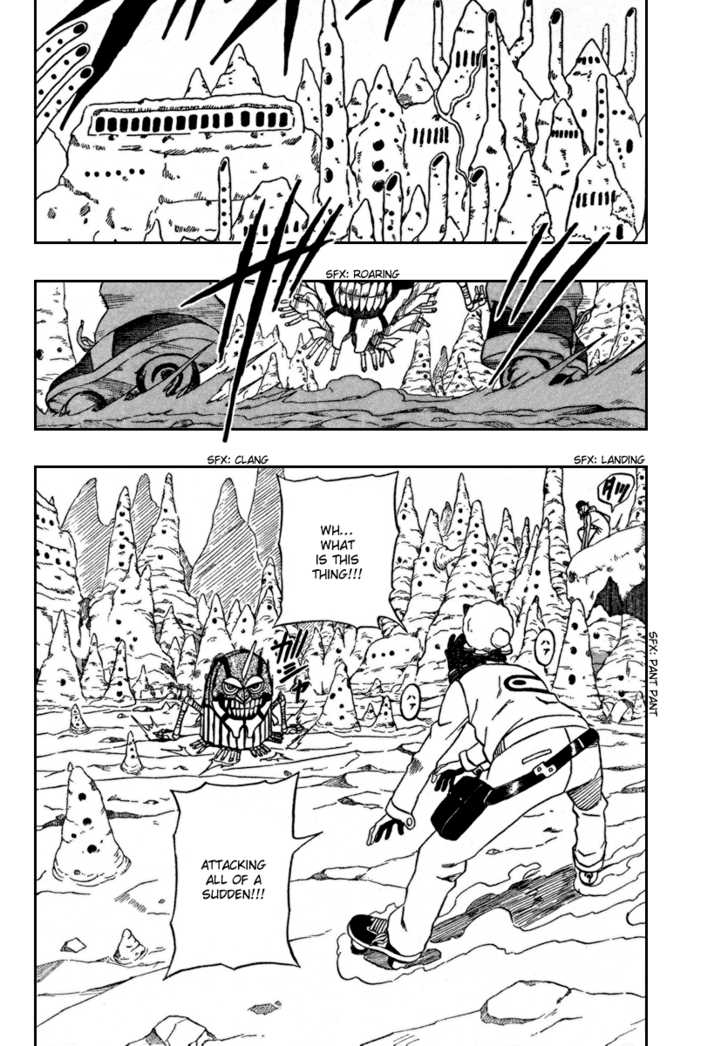 SFX: ROARING
SFX: CLANG
SFX: LANDING
WH...
WHAT
IS THIS
THING!!!
SFX: PANT PANT
ATTACKING
ALL OF A
SUDDEN!!!